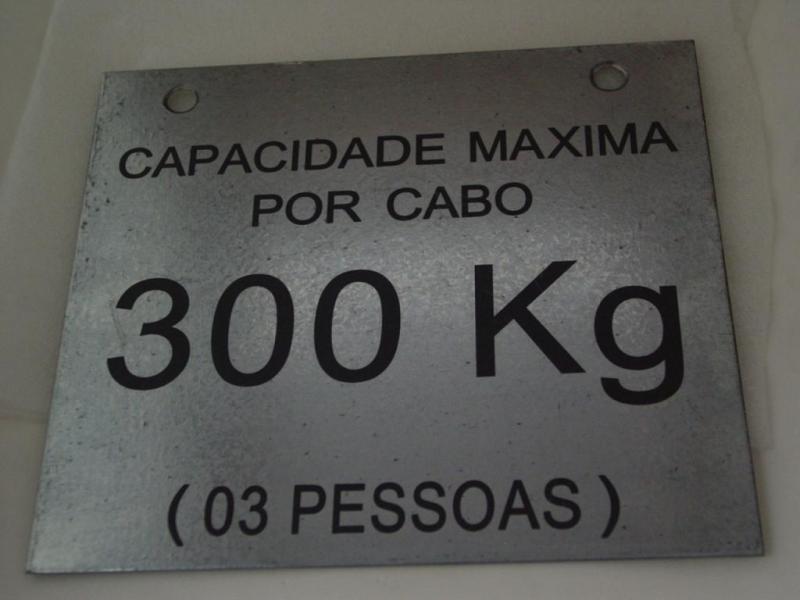 CAPACIDADE MAXIMA
POR CABO
300 Kg
( 03 PESSOAS )